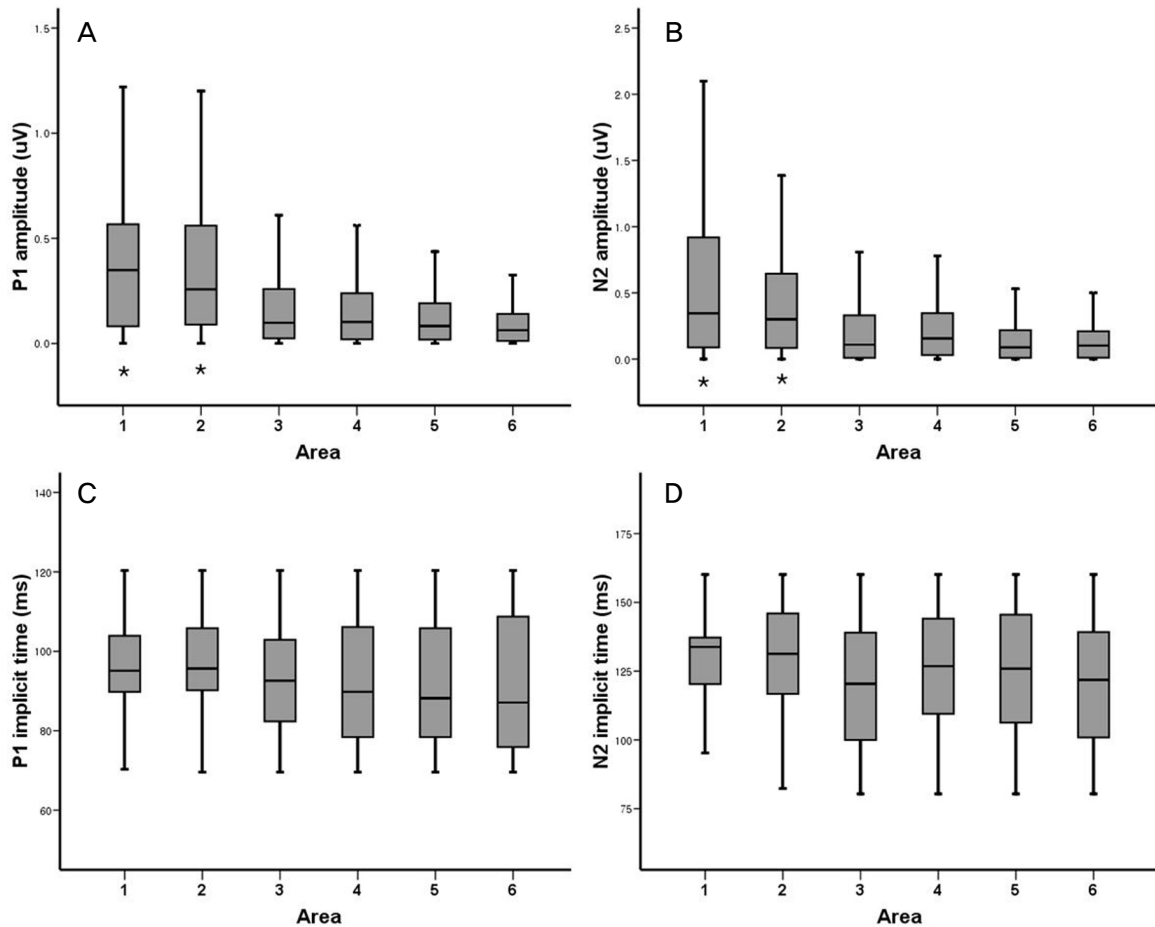 A
P1 amplitude (uV)
1.5
1.0
0.5
0.0
* *
1 2 3 4 5 6
Area
B
N2 amplitude (uV)
2.5
2.0
1.5
1.0
0.5
0.0
* *
1 2 3 4 5 6
Area
C
P1 implicit time (ms)
140
120
100
80
60
1 2 3 4 5 6
Area
D
N2 implicit time (ms)
175
150
125
100
75
1 2 3 4 5 6
Area